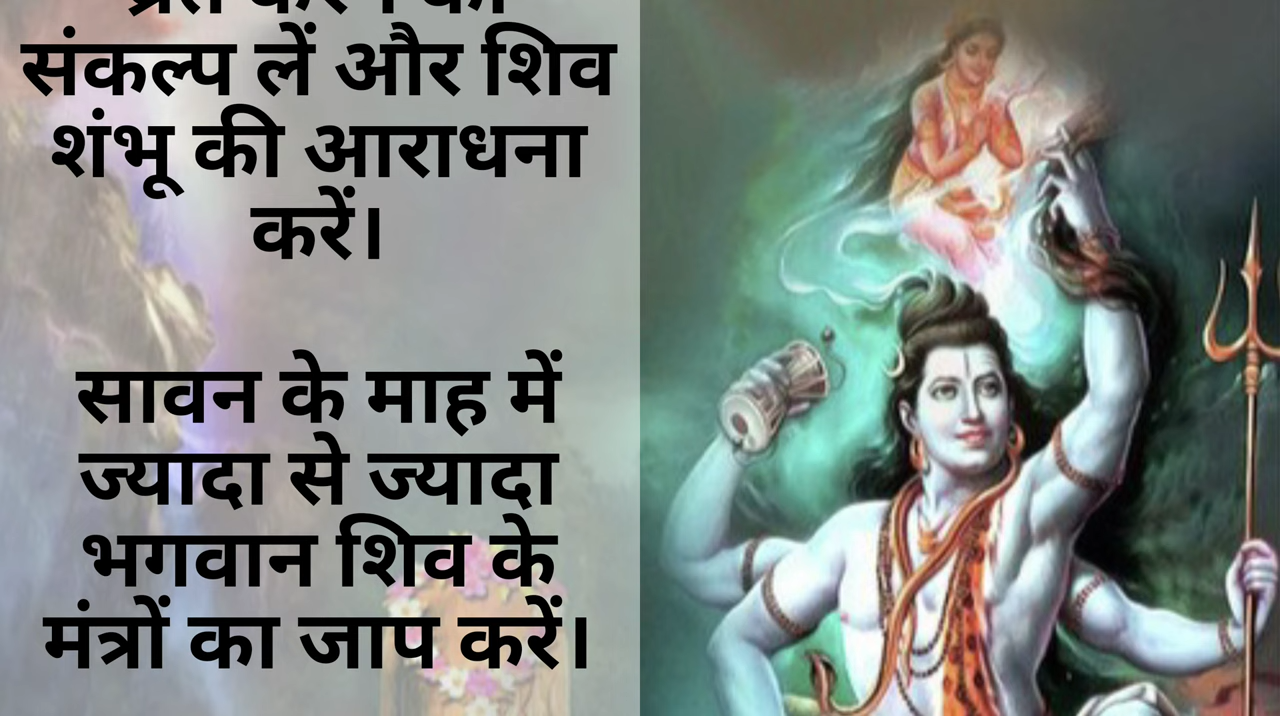 संकल्प लें और शिव
शंभू की आराधना
करें।
सावन के माह में
ज्यादा से ज्यादा
भगवान शिव के
मंत्रों का जाप करें।